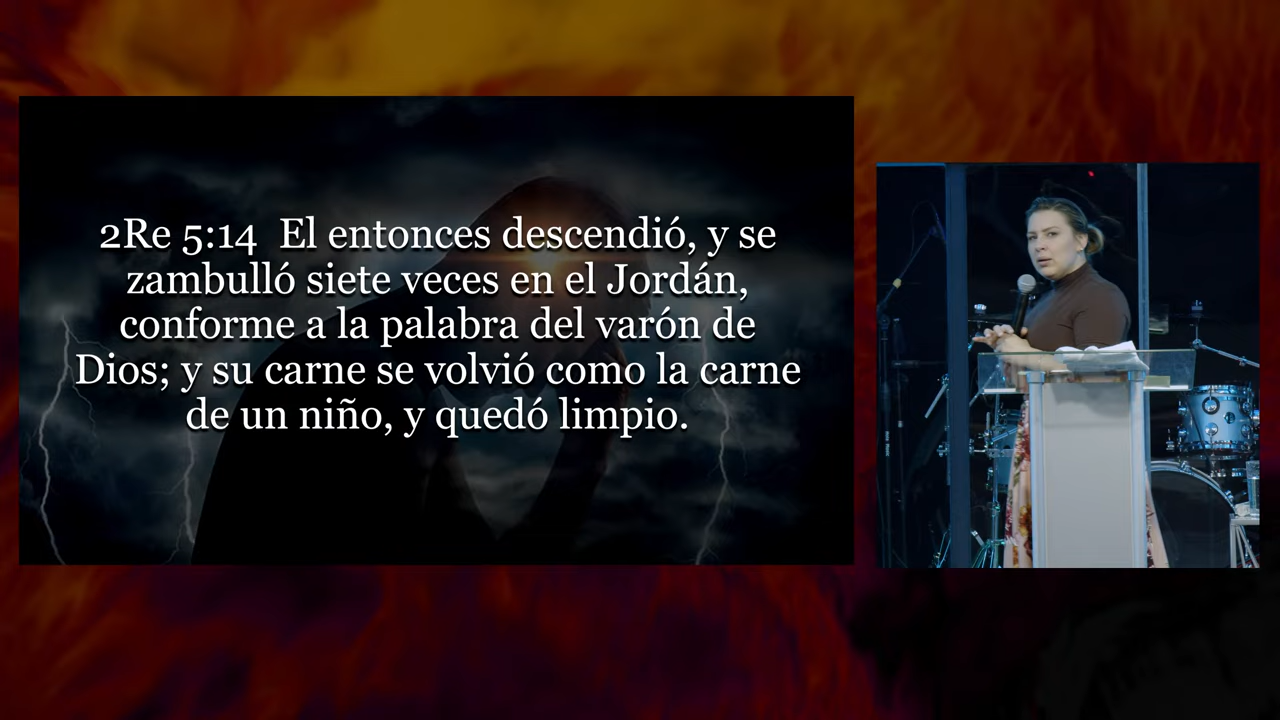 2Re 5:14  El entonces descendió, y se
zambulló siete veces en el Jordán,
conforme a la palabra del varón de
Dios; y su carne se volvió como la carne
de un niño, y quedó limpio.